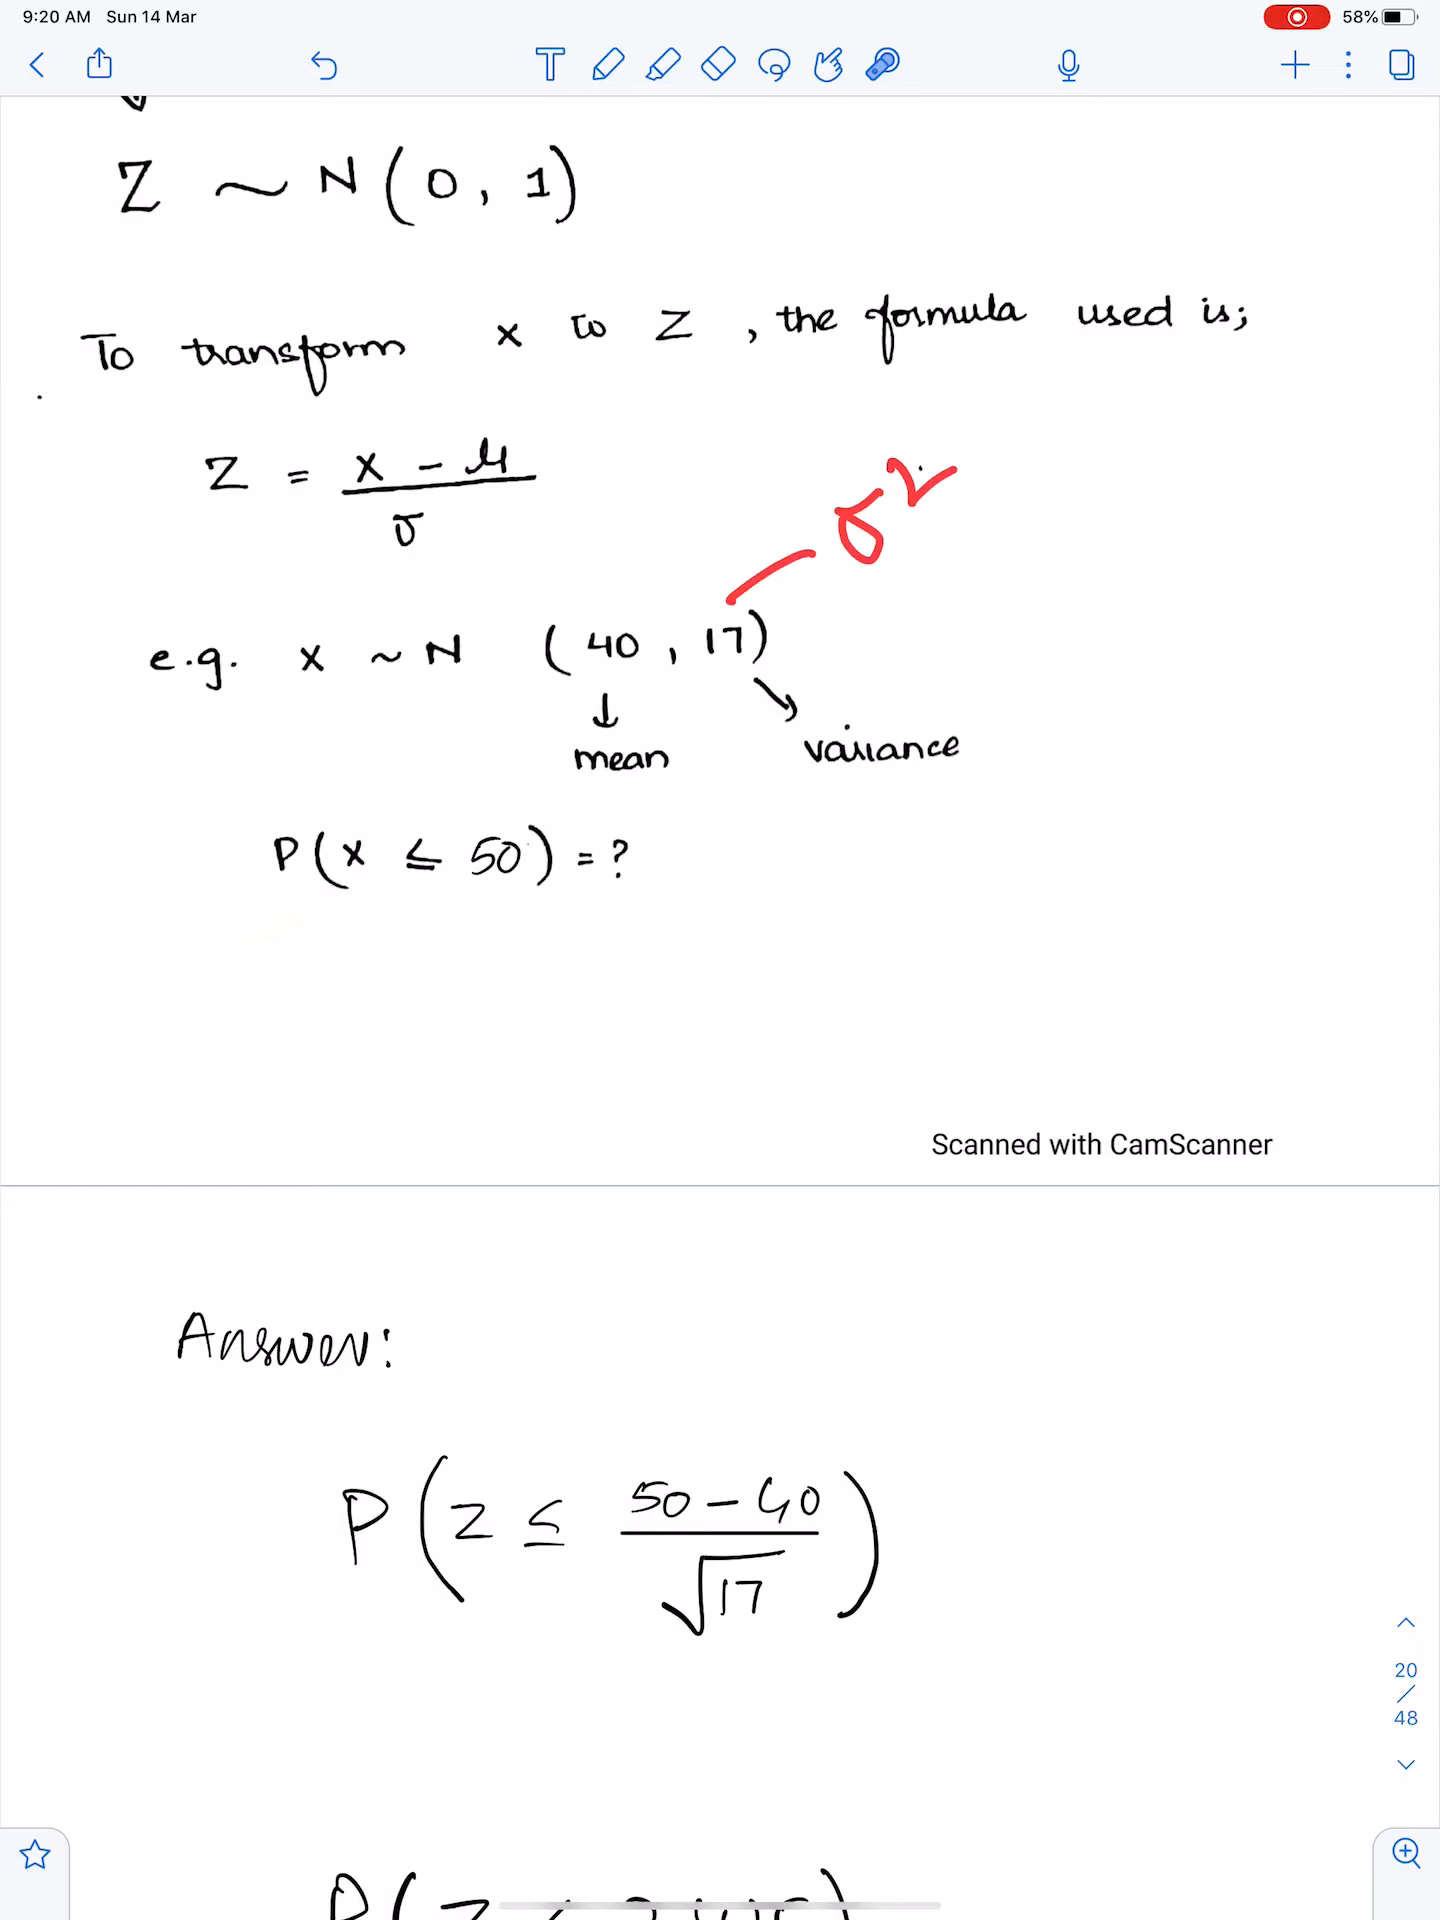 9:20 AM Sun 14 Mar
58%
Z ~ N(0, 1)
To transform x to Z, the formula used is;
Z = x - μ
σ
σ²
e.g. x ~ N (40, 17)
mean
variance
P(x ≤ 50) = ?
Scanned with CamScanner
Answer:
P(Z ≤ 50 - 40
√17)
20
/
48